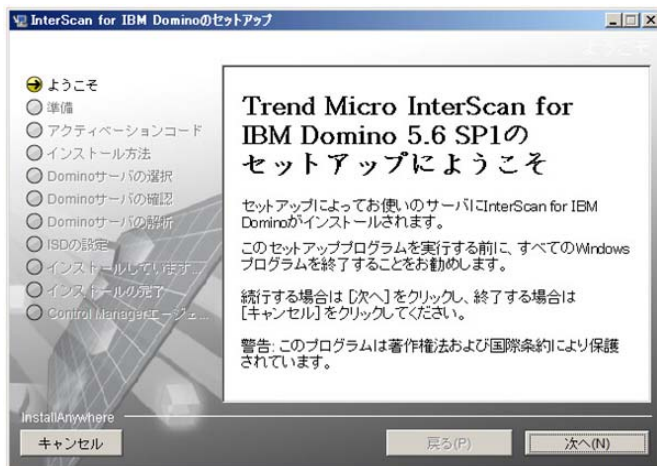 InterScan for IBM Dominoのセットアップ
ようこそ
ようこそ
準備
アクティベーションコード
インストール方法
Dominoサーバの選択
Dominoサーバの確認
Dominoサーバの解析
ISDの設定
インストールしています...
インストールの完了
Control Managerエージェ...
Trend Micro InterScan for
IBM Domino 5.6 SP1の
セットアップにようこそ
セットアップによってお使いのサーバにInterScan for IBM
Dominoがインストールされます。
このセットアッププログラムを実行する前に、すべてのWindows
プログラムを終了することをお勧めします。
続行する場合は [次へ] をクリックし、終了する場合は
[キャンセル] をクリックしてください。
警告: このプログラムは著作権法および国際条約により保護
されています。
InstallAnywhere
キャンセル
戻る(P)
次へ(N)